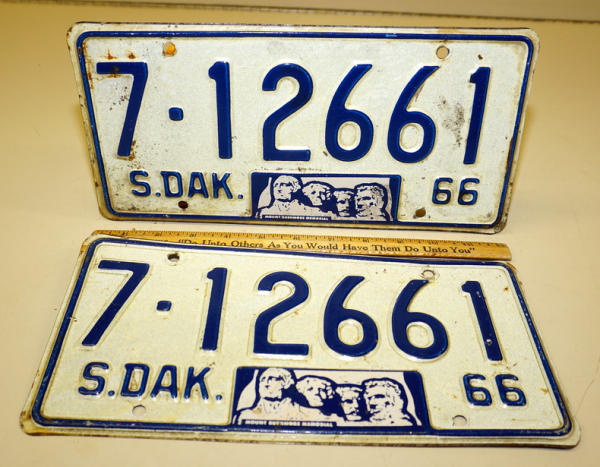 7·12661
S.DAK. 66
MOUNT RUSHMORE MEMORIAL
"Do Unto Others As You Would Have Them Do Unto You"
7·12661
S.DAK. 66
MOUNT RUSHMORE MEMORIAL